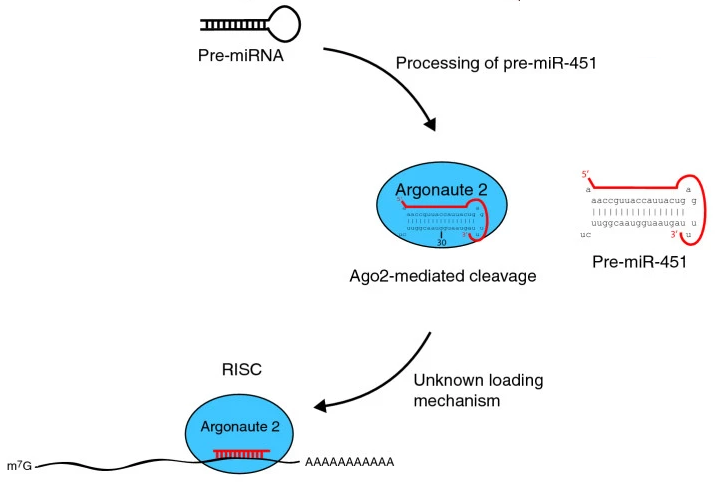 Pre-miRNA
Processing of pre-miR-451
Argonaute 2
5'
a a
aaccguuaccauuacug g
||||||||||||||||||
uuggcaaugguaaugau u
uc 3' u
30
Ago2-mediated cleavage
5'
a a
aaccguuaccauuacug g
||||||||||||||||||
uuggcaaugguaaugau u
uc 3' u
Pre-miR-451
Unknown loading
mechanism
RISC
Argonaute 2
m7G
AAAAAAAAAAA